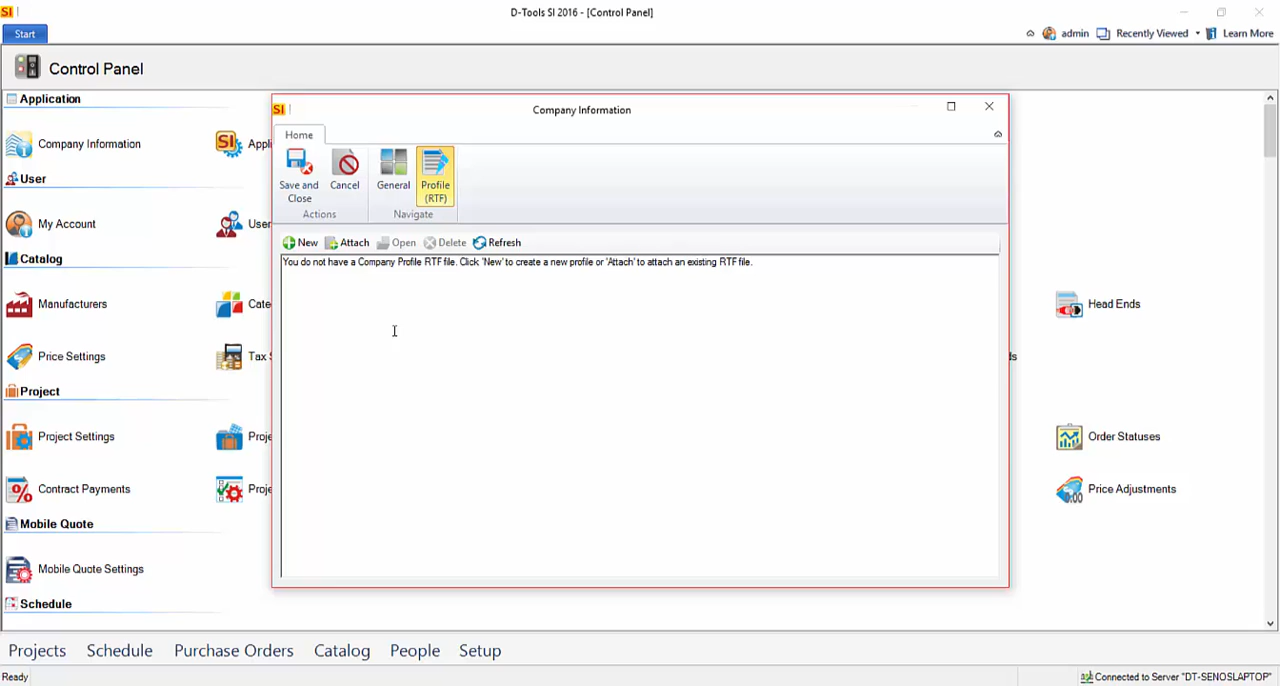 SI
D-Tools SI 2016 - [Control Panel]
Start
admin Recently Viewed Learn More
Control Panel
Application
Company Information
Appli
User
My Account
User
Catalog
Manufacturers
Cate
Head Ends
Price Settings
Tax S
ds
Project
Project Settings
Proje
Order Statuses
Contract Payments
Proje
Price Adjustments
Mobile Quote
Mobile Quote Settings
Schedule
SI
Company Information
Home
Save and Close
Cancel
General
Profile (RTF)
Actions
Navigate
New Attach Open Delete Refresh
You do not have a Company Profile RTF file. Click 'New' to create a new profile or 'Attach' to attach an existing RTF file.
Projects Schedule Purchase Orders Catalog People Setup
Ready
Connected to Server "DT-SENOSLAPTOP"